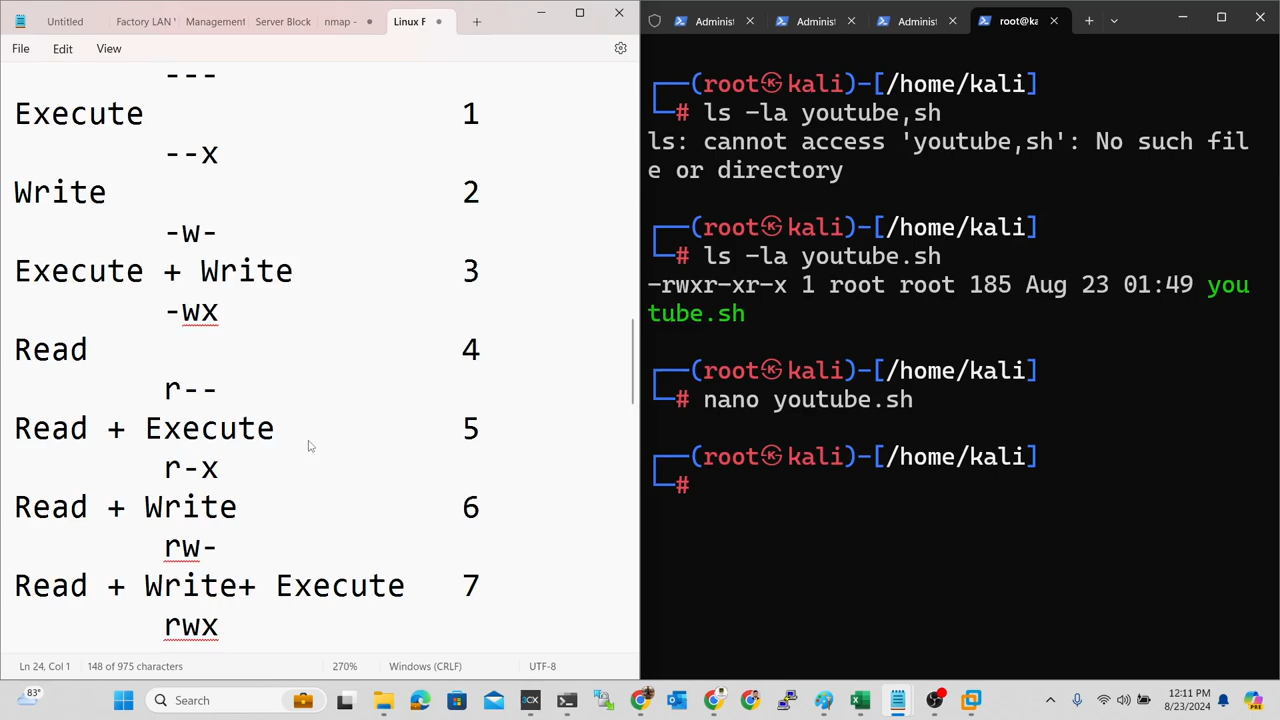 Untitled
Factory LAN
Management
Server Block
nmap -
Linux F
File
Edit
View
---
Execute 1
--x
Write 2
-w-
Execute + Write 3
-wx
Read 4
r--
Read + Execute 5
r-x
Read + Write 6
rw-
Read + Write+ Execute 7
rwx
Ln 24, Col 1
148 of 975 characters
270%
Windows (CRLF)
UTF-8
Administ
Administ
Administ
root@ka
(root㉿kali)-[/home/kali]
# ls -la youtube,sh
ls: cannot access 'youtube,sh': No such fil
e or directory
(root㉿kali)-[/home/kali]
# ls -la youtube.sh
-rwxr-xr-x 1 root root 185 Aug 23 01:49 you
tube.sh
(root㉿kali)-[/home/kali]
# nano youtube.sh
(root㉿kali)-[/home/kali]
#
83°
Search
12:11 PM
8/23/2024